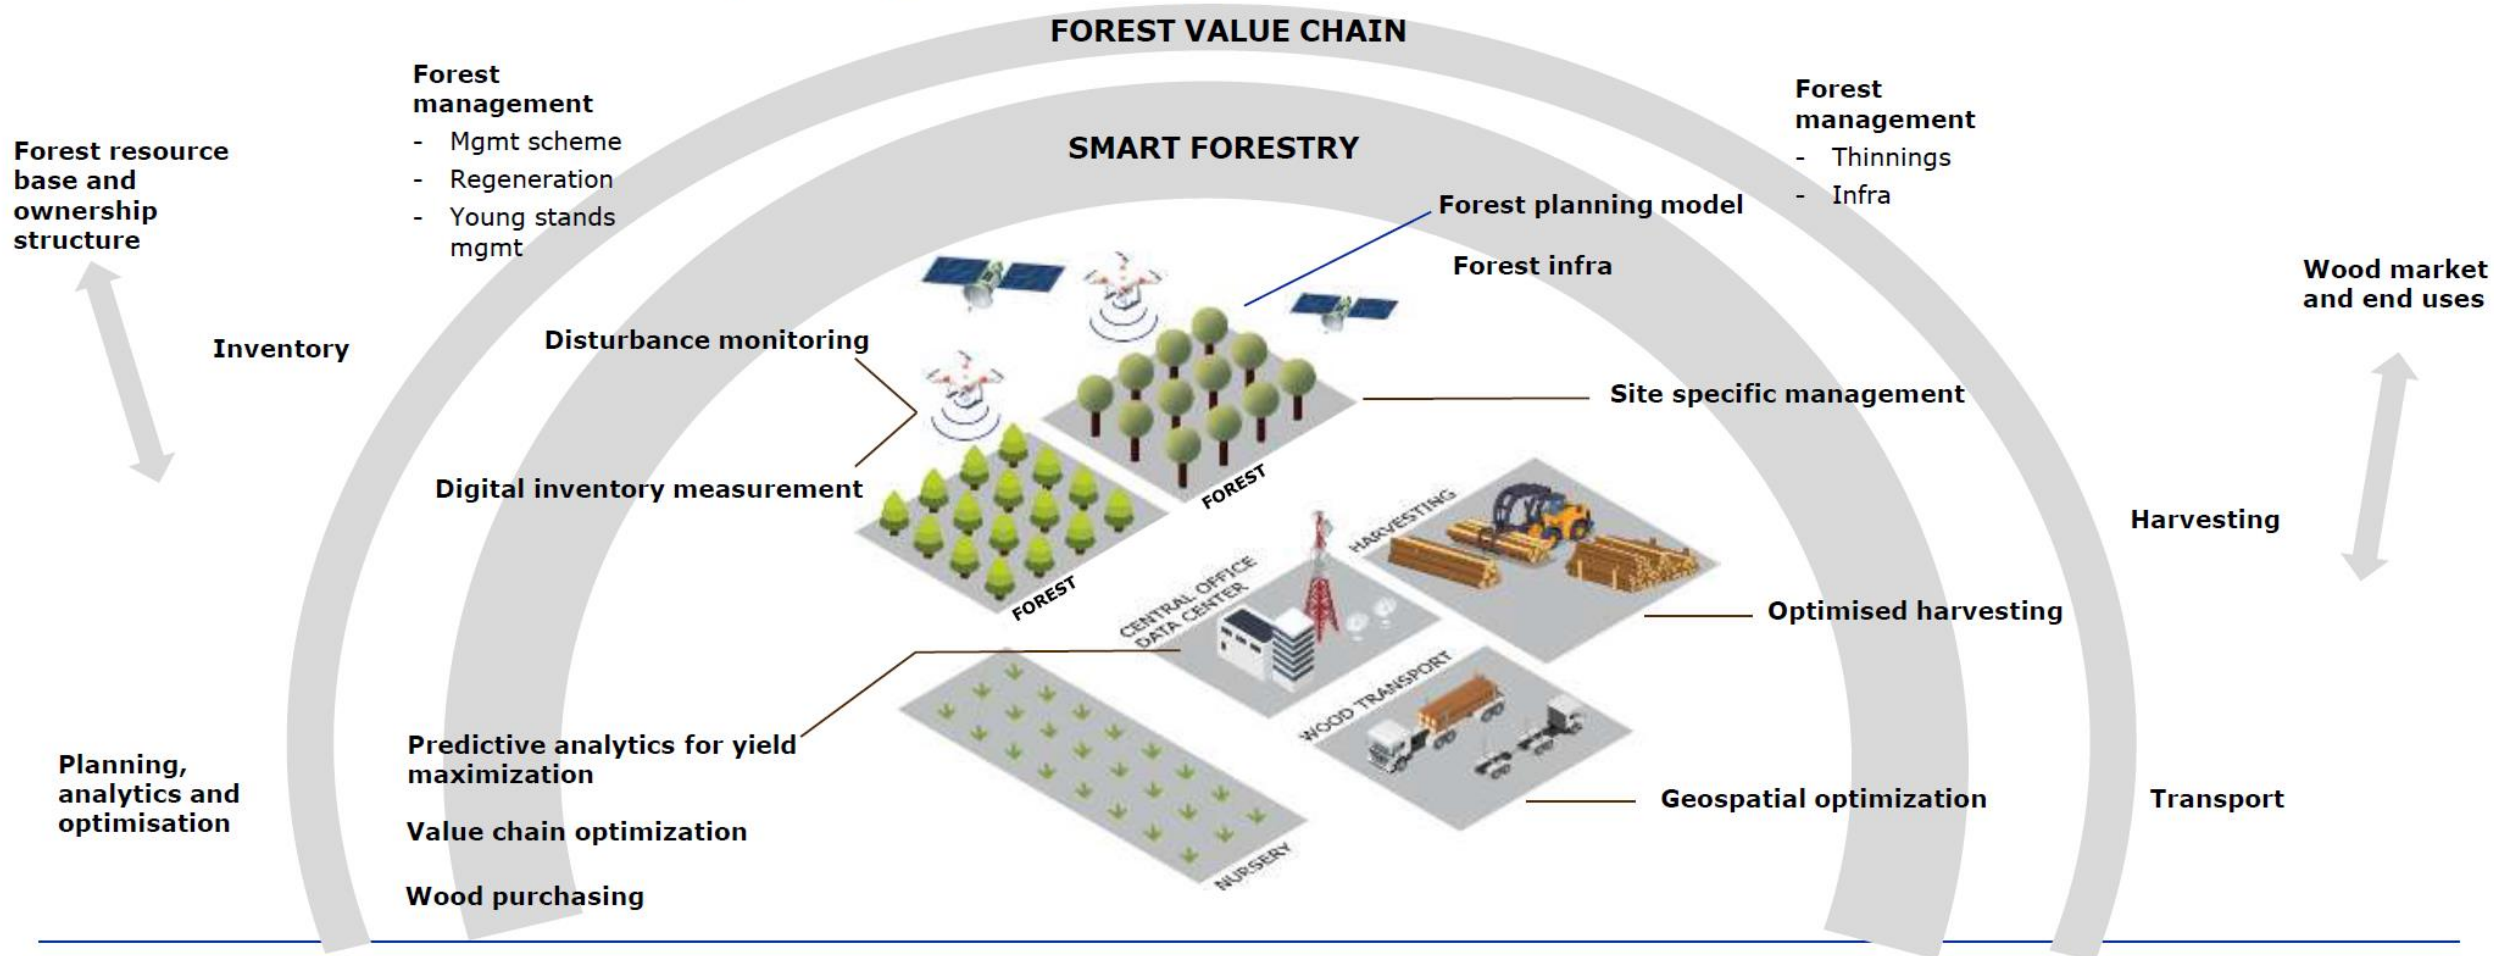 FOREST VALUE CHAIN
SMART FORESTRY
Forest resource
base and
ownership
structure
Forest
management
- Mgmt scheme
- Regeneration
- Young stands
mgmt
Inventory
Planning,
analytics and
optimisation
Disturbance monitoring
Digital inventory measurement
Predictive analytics for yield
maximization
Value chain optimization
Wood purchasing
Forest planning model
Forest infra
Site specific management
Optimised harvesting
Geospatial optimization
FOREST
FOREST
HARVESTING
CENTRAL OFFICE
DATA CENTER
WOOD TRANSPORT
NURSERY
Forest
management
- Thinnings
- Infra
Wood market
and end uses
Harvesting
Transport